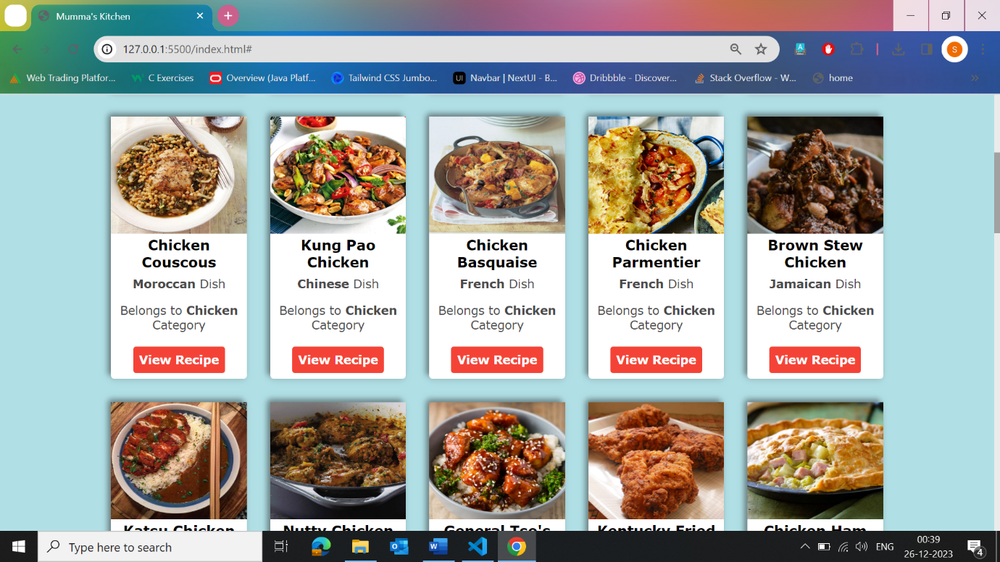 Mumma's Kitchen
127.0.0.1:5500/index.html#
S
Web Trading Platfor... C Exercises Overview (Java Platf... Tailwind CSS Jumbo... UI Navbar | NextUI - B... Dribbble - Discover... Stack Overflow - W... home
Chicken
Couscous
Moroccan Dish
Belongs to Chicken
Category
View Recipe
Kung Pao
Chicken
Chinese Dish
Belongs to Chicken
Category
View Recipe
Chicken
Basquaise
French Dish
Belongs to Chicken
Category
View Recipe
Chicken
Parmentier
French Dish
Belongs to Chicken
Category
View Recipe
Brown Stew
Chicken
Jamaican Dish
Belongs to Chicken
Category
View Recipe
Katsu Chicken
Nutty Chicken
General Tso's
Kentucky Fried
Chicken Ham
Type here to search
ENG
00:39
26-12-2023
4